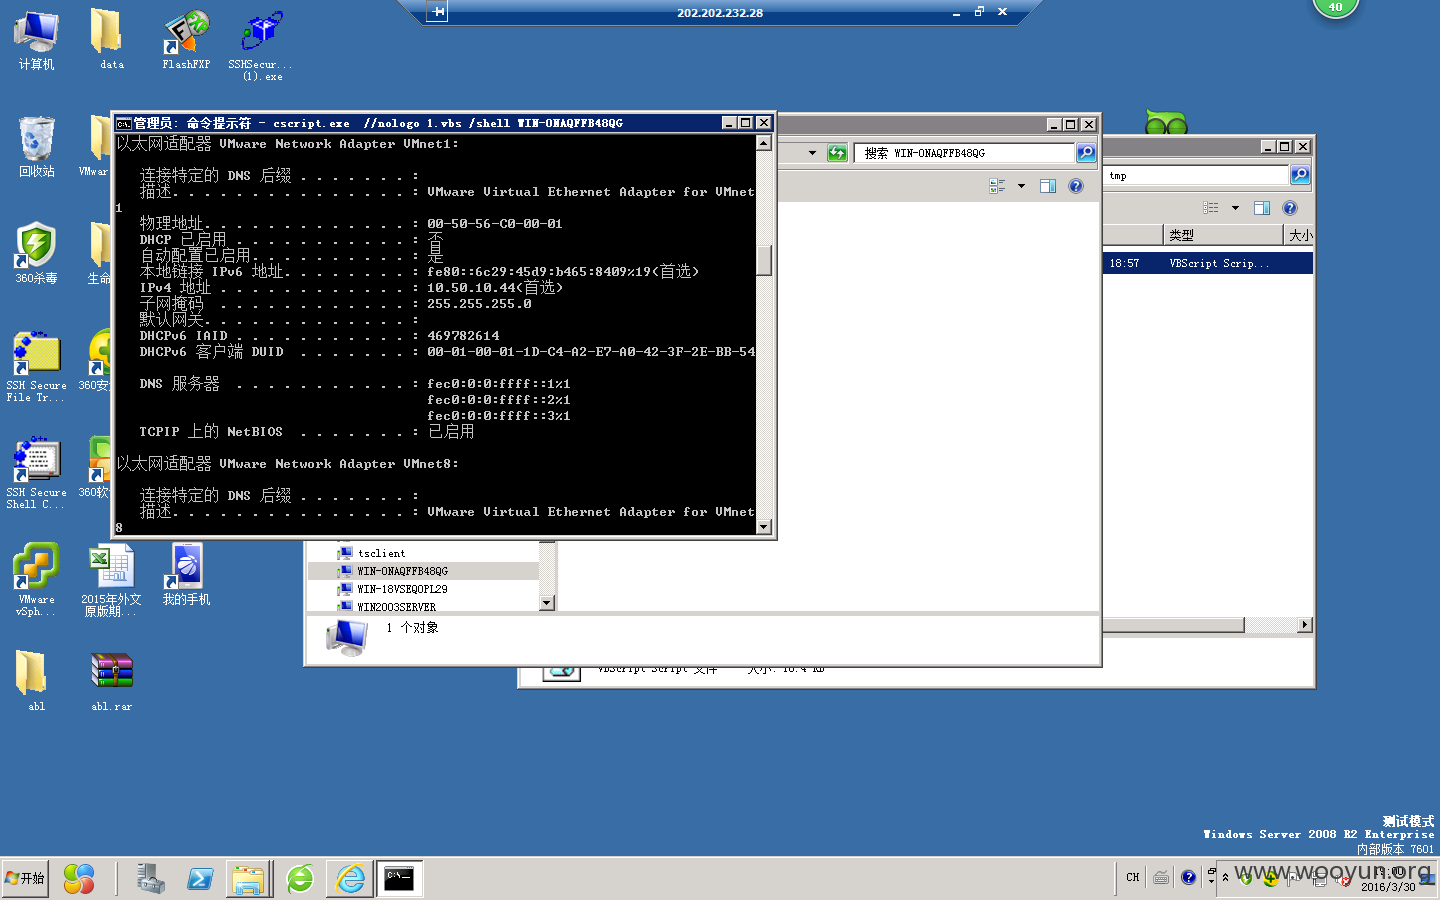 202.202.232.28
40
计算机
data
FlashFXP
SSHSecur...
(1).exe
回收站
VMwar
360杀毒
生命
SSH Secure
File Tr...
360安
SSH Secure
Shell C...
360软
VMware
vSph...
2015年外文
原版期...
我的手机
abl
abl.rar
管理员: 命令提示符 - cscript.exe  //nologo 1.vbs /shell WIN-ONAQFFB48QG
以太网适配器 VMware Network Adapter VMnet1:
连接特定的 DNS 后缀 . . . . . . . :
描述. . . . . . . . . . . . . . . : VMware Virtual Ethernet Adapter for VMnet
1
物理地址. . . . . . . . . . . . . : 00-50-56-C0-00-01
DHCP 已启用 . . . . . . . . . . . : 否
自动配置已启用. . . . . . . . . . : 是
本地链接 IPv6 地址. . . . . . . . : fe80::6c29:45d9:b465:8409%19(首选)
IPv4 地址 . . . . . . . . . . . . : 10.50.10.44(首选)
子网掩码  . . . . . . . . . . . . : 255.255.255.0
默认网关. . . . . . . . . . . . . :
DHCPv6 IAID . . . . . . . . . . . : 469782614
DHCPv6 客户端 DUID  . . . . . . . : 00-01-00-01-1D-C4-A2-E7-A0-42-3F-2E-BB-54
DNS 服务器  . . . . . . . . . . . : fec0:0:0:ffff::1%1
fec0:0:0:ffff::2%1
fec0:0:0:ffff::3%1
TCPIP 上的 NetBIOS  . . . . . . . : 已启用
以太网适配器 VMware Network Adapter VMnet8:
连接特定的 DNS 后缀 . . . . . . . :
描述. . . . . . . . . . . . . . . : VMware Virtual Ethernet Adapter for VMnet
8
搜索 WIN-ONAQFFB48QG
tmp
类型
大小
18:57
VBScript Scrip...
tsclient
WIN-ONAQFFB48QG
WIN-18VSEQOPL29
WIN2003SERVER
1 个对象
VBScript Script 文件
大小: 18.4 KB
测试模式
Windows Server 2008 R2 Enterprise
内部版本 7601
开始
CH
19:00
2016/3/30
www.wooyun.org